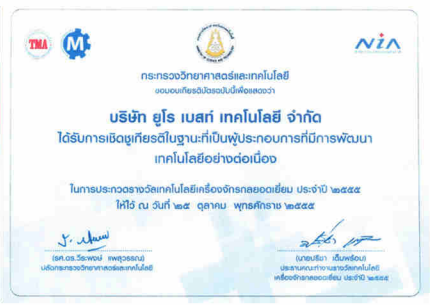 TMA
M
NiA
กระทรวงวิทยาศาสตร์และเทคโนโลยี
ขอมอบเกียรติบัตรฉบับนี้เพื่อแสดงว่า
บริษัท ยูโร เบสท์ เทคโนโลยี จำกัด
ได้รับการเชิดชูเกียรติในฐานะที่เป็นผู้ประกอบการที่มีการพัฒนา
เทคโนโลยีอย่างต่อเนื่อง
ในการประกวดรางวัลเทคโนโลยีเครื่องจักรกลยอดเยี่ยม ประจำปี ๒๕๕๕
ให้ไว้ ณ วันที่ ๒๕ ตุลาคม พุทธศักราช ๒๕๕๕
(รศ.ดร.วีระพงษ์ แพสุวรรณ)
ปลัดกระทรวงวิทยาศาสตร์และเทคโนโลยี
(นายปรีชา เต็มพร้อม)
ประธานคณะทำงานรางวัลเทคโนโลยี
เครื่องจักรกลยอดเยี่ยม ประจำปี ๒๕๕๕